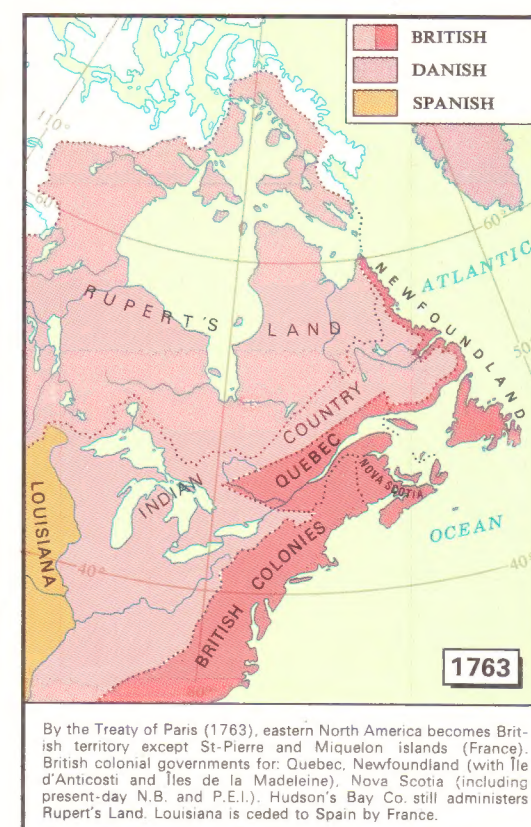 BRITISH
DANISH
SPANISH
110°
60°
60°
ATLANTIC
NEWFOUNDLAND
RUPERT'S LAND
50°
INDIAN COUNTRY
QUEBEC
NOVA SCOTIA
LOUISIANA
OCEAN
BRITISH COLONIES
40°
40°
80°
1763
By the Treaty of Paris (1763), eastern North America becomes Brit-
ish territory except St-Pierre and Miquelon islands (France).
British colonial governments for: Quebec, Newfoundland (with Île
d'Anticosti and Îles de la Madeleine), Nova Scotia (including
present-day N.B. and P.E.I.). Hudson's Bay Co. still administers
Rupert's Land. Louisiana is ceded to Spain by France.